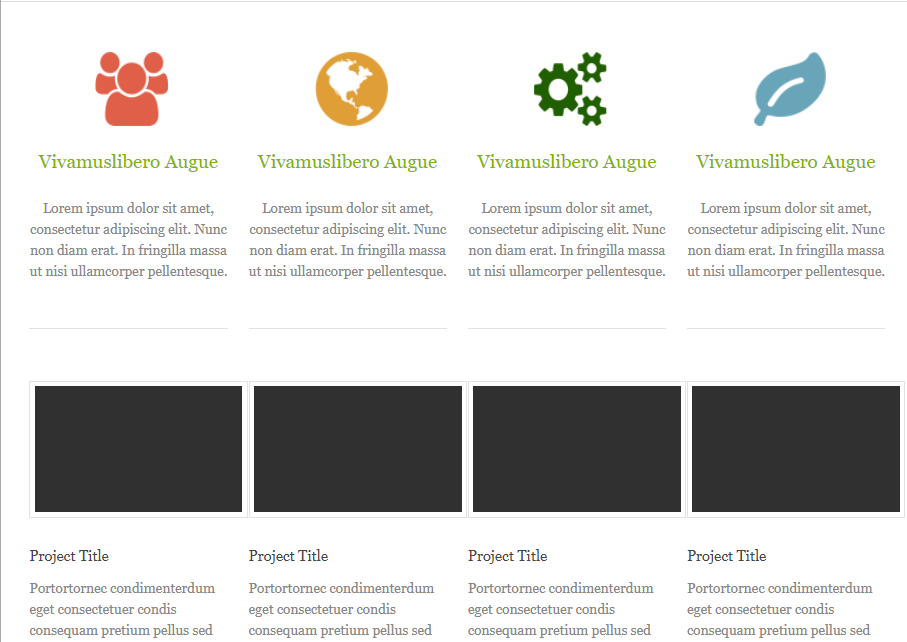 Vivamuslibero Augue
Lorem ipsum dolor sit amet,
consectetur adipiscing elit. Nunc
non diam erat. In fringilla massa
ut nisi ullamcorper pellentesque.
Vivamuslibero Augue
Lorem ipsum dolor sit amet,
consectetur adipiscing elit. Nunc
non diam erat. In fringilla massa
ut nisi ullamcorper pellentesque.
Vivamuslibero Augue
Lorem ipsum dolor sit amet,
consectetur adipiscing elit. Nunc
non diam erat. In fringilla massa
ut nisi ullamcorper pellentesque.
Vivamuslibero Augue
Lorem ipsum dolor sit amet,
consectetur adipiscing elit. Nunc
non diam erat. In fringilla massa
ut nisi ullamcorper pellentesque.
Project Title
Portortornec condimenterdum
eget consectetuer condis
consequam pretium pellus sed
Project Title
Portortornec condimenterdum
eget consectetuer condis
consequam pretium pellus sed
Project Title
Portortornec condimenterdum
eget consectetuer condis
consequam pretium pellus sed
Project Title
Portortornec condimenterdum
eget consectetuer condis
consequam pretium pellus sed